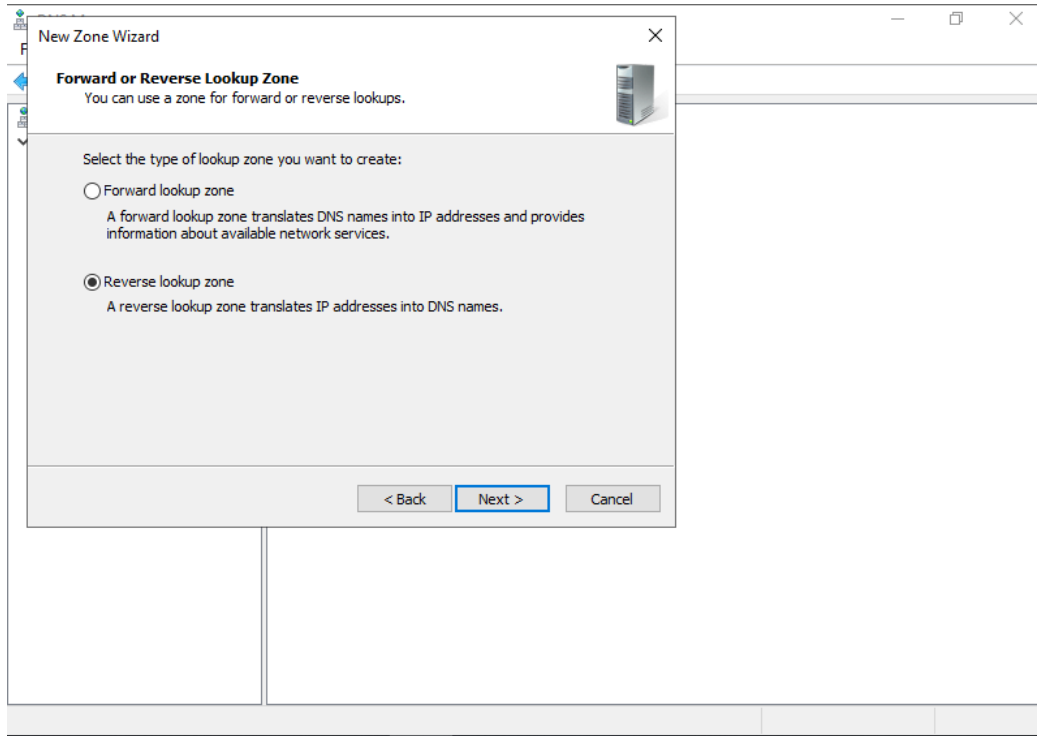 New Zone Wizard
Forward or Reverse Lookup Zone
You can use a zone for forward or reverse lookups.
Select the type of lookup zone you want to create:
Forward lookup zone
A forward lookup zone translates DNS names into IP addresses and provides
information about available network services.
Reverse lookup zone
A reverse lookup zone translates IP addresses into DNS names.
< Back
Next >
Cancel